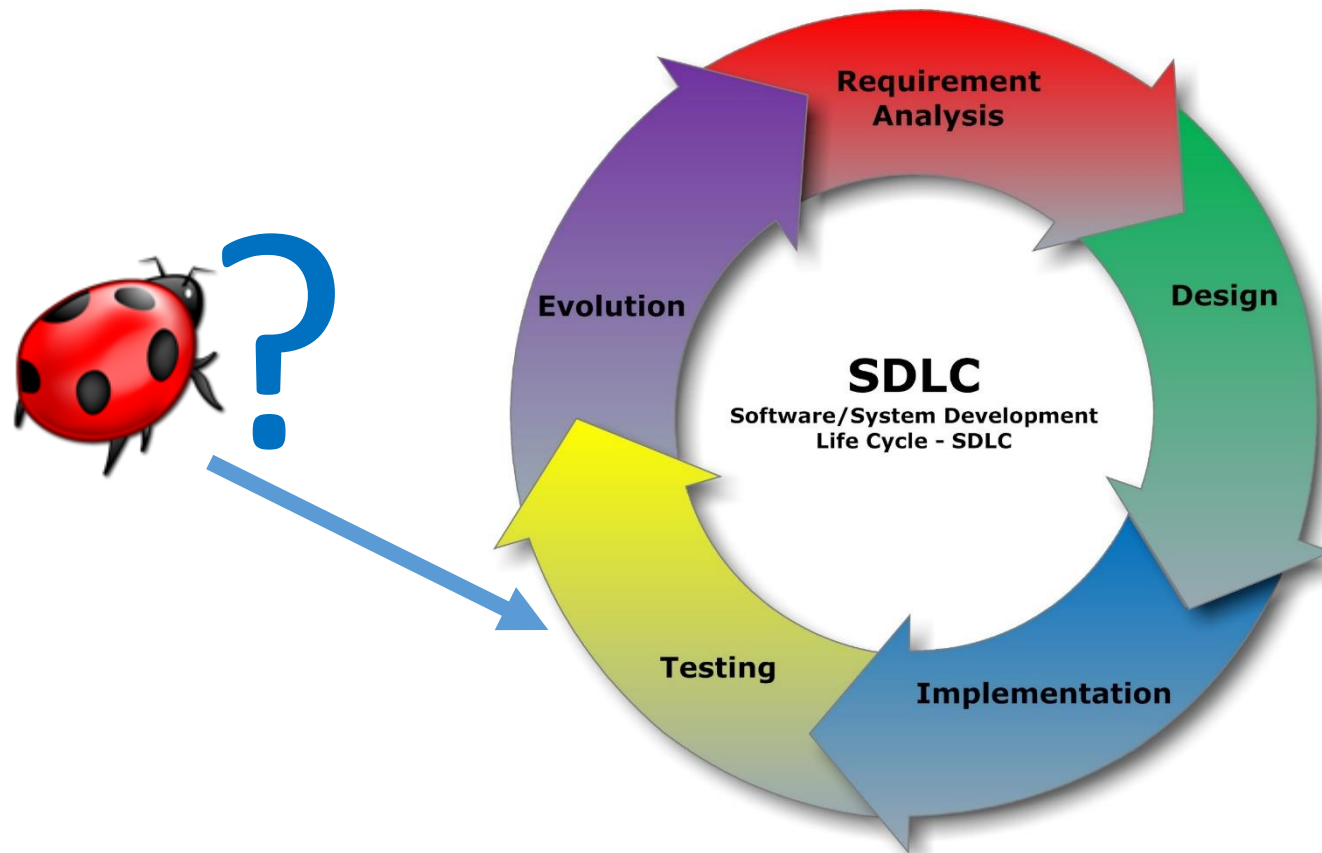 Requirement
Analysis
?
Evolution
Design
SDLC
Software/System Development
Life Cycle - SDLC
Testing
Implementation